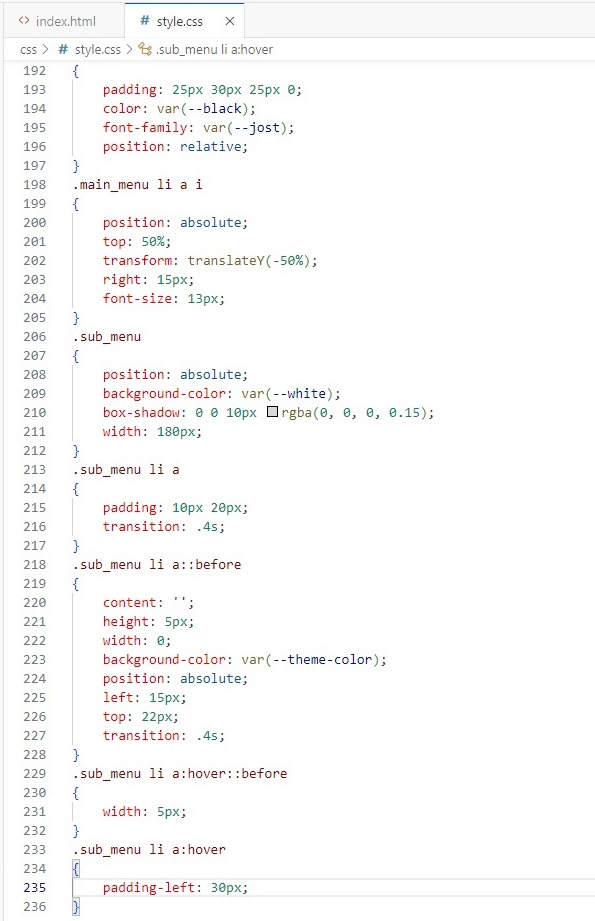 <> index.html # style.css ×
css > # style.css > .sub_menu li a:hover
192 {
193 padding: 25px 30px 25px 0;
194 color: var(--black);
195 font-family: var(--jost);
196 position: relative;
197 }
198 .main_menu li a i
199 {
200 position: absolute;
201 top: 50%;
202 transform: translateY(-50%);
203 right: 15px;
204 font-size: 13px;
205 }
206 .sub_menu
207 {
208 position: absolute;
209 background-color: var(--white);
210 box-shadow: 0 0 10px rgba(0, 0, 0, 0.15);
211 width: 180px;
212 }
213 .sub_menu li a
214 {
215 padding: 10px 20px;
216 transition: .4s;
217 }
218 .sub_menu li a::before
219 {
220 content: '';
221 height: 5px;
222 width: 0;
223 background-color: var(--theme-color);
224 position: absolute;
225 left: 15px;
226 top: 22px;
227 transition: .4s;
228 }
229 .sub_menu li a:hover::before
230 {
231 width: 5px;
232 }
233 .sub_menu li a:hover
234 {
235 padding-left: 30px;
236 }